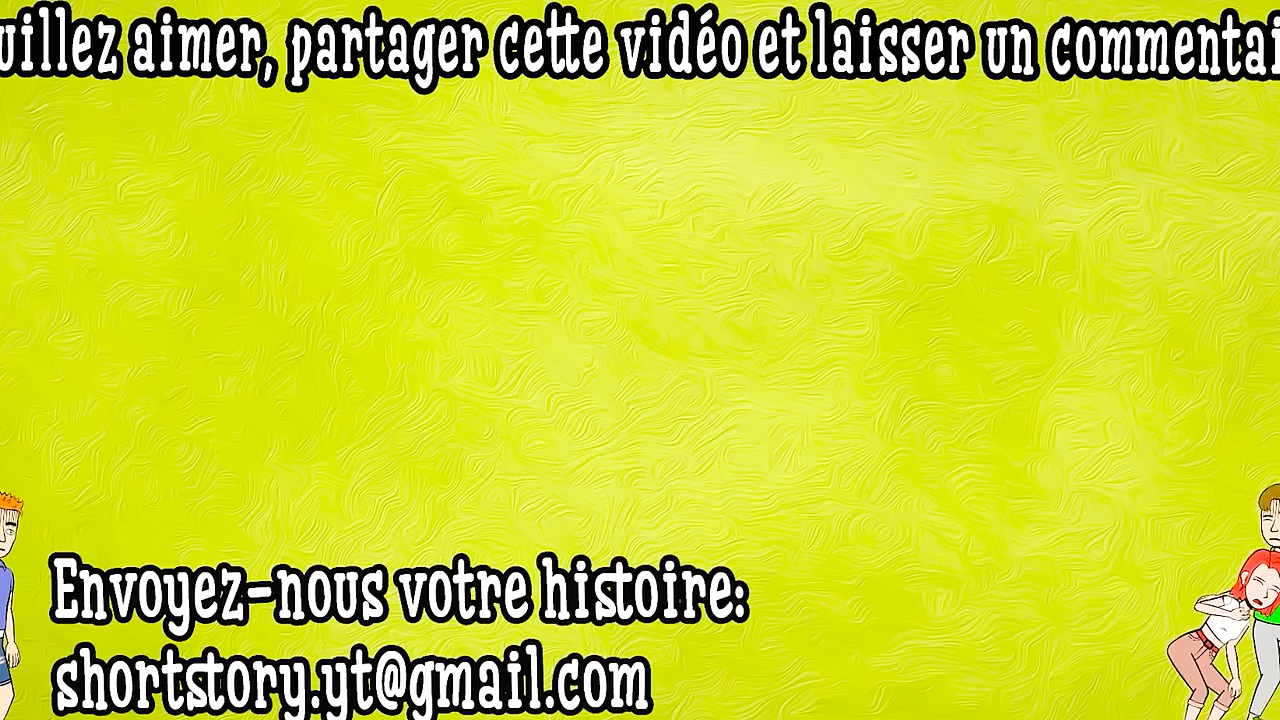 uillez aimer, partager cette vidéo et laisser un commentai
Envoyez-nous votre histoire:
shortstory.yt@gmail.com